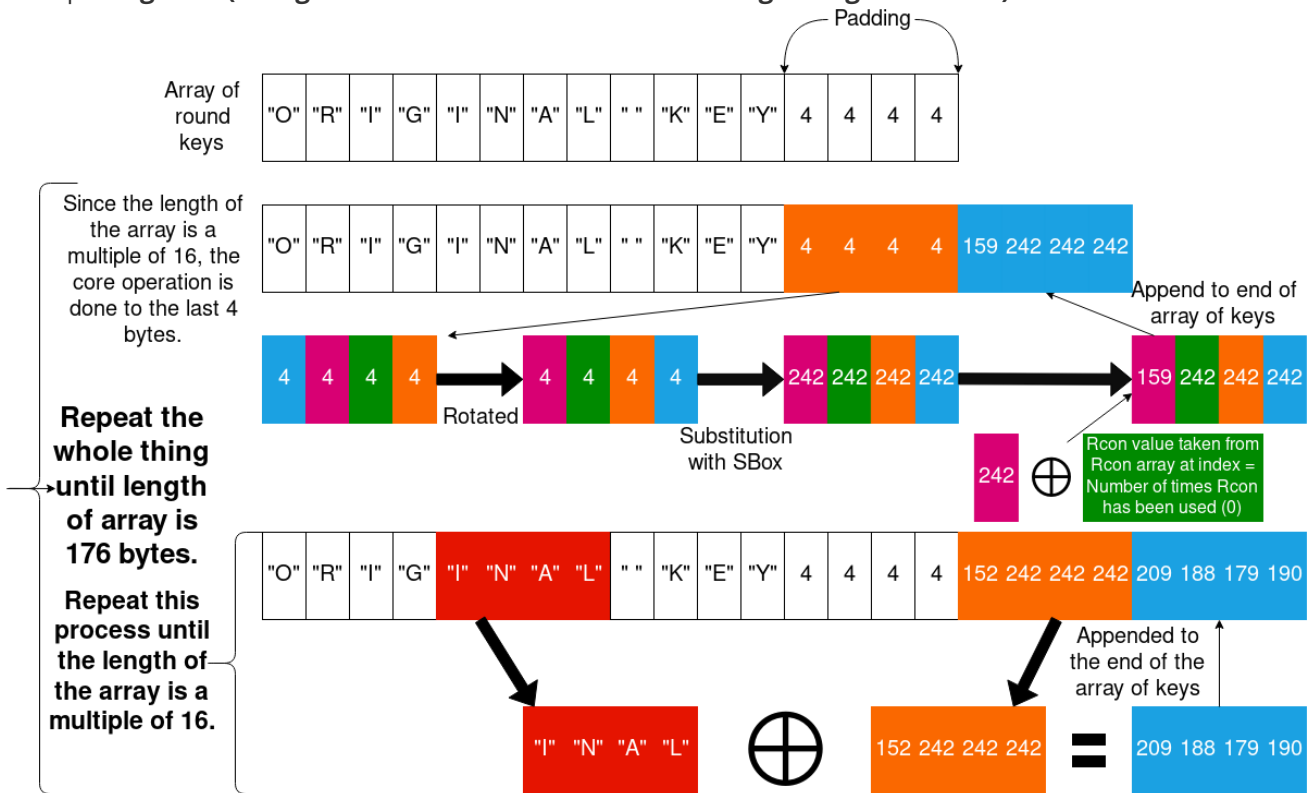 Padding
Array of
round
keys
"O" "R" "I" "G" "I" "N" "A" "L" " " "K" "E" "Y" 4 4 4 4
Since the length of
the array is a
multiple of 16, the
core operation is
done to the last 4
bytes.
"O" "R" "I" "G" "I" "N" "A" "L" " " "K" "E" "Y" 4 4 4 4 159 242 242 242
Append to end of
array of keys
4 4 4 4
Rotated
4 4 4 4
Substitution
with SBox
242 242 242 242
159 242 242 242
242
Rcon value taken from
Rcon array at index =
Number of times Rcon
has been used (0)
Repeat the
whole thing
until length
of array is
176 bytes.
"O" "R" "I" "G" "I" "N" "A" "L" " " "K" "E" "Y" 4 4 4 4 152 242 242 242 209 188 179 190
Repeat this
process until
the length of
the array is a
multiple of 16.
Appended to
the end of the
array of keys
"I" "N" "A" "L"
152 242 242 242
=
209 188 179 190